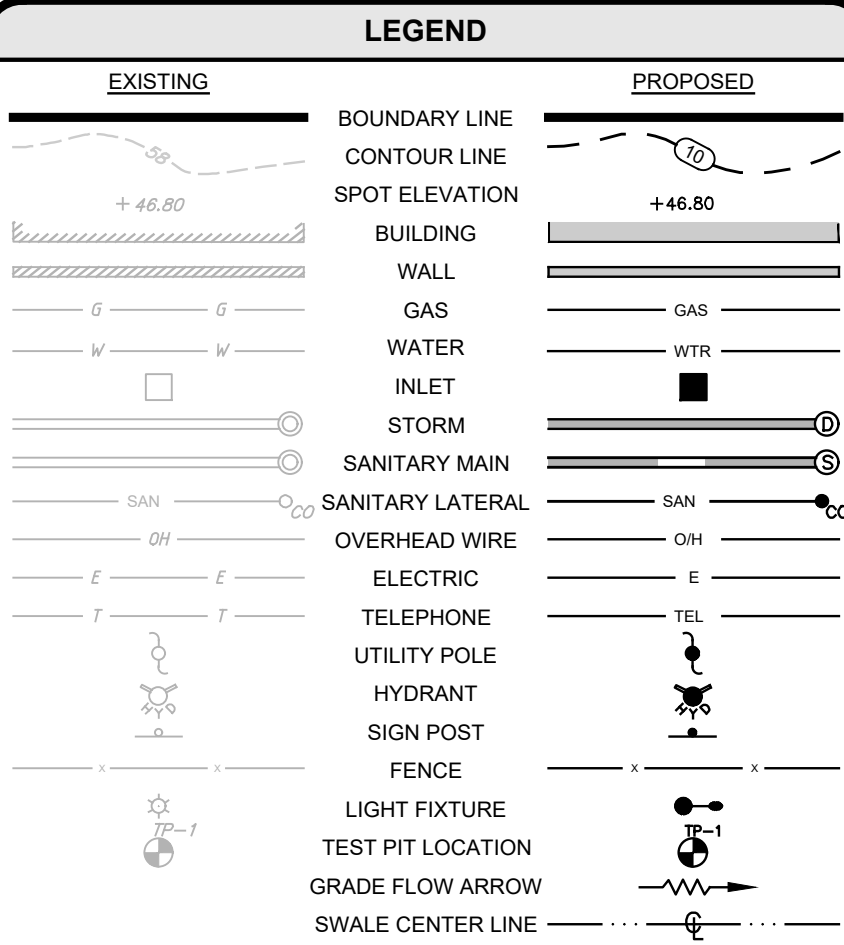 LEGEND
EXISTING PROPOSED
BOUNDARY LINE
58 CONTOUR LINE 10
+ 46.80 SPOT ELEVATION +46.80
BUILDING
WALL
G G GAS GAS
W W WATER WTR
INLET
STORM D
SANITARY MAIN S
SAN CO SANITARY LATERAL SAN CO
OH OVERHEAD WIRE O/H
E E ELECTRIC E
T T TELEPHONE TEL
UTILITY POLE
HYD HYDRANT HYD
SIGN POST
x x FENCE x x
LIGHT FIXTURE
TP-1 TEST PIT LOCATION TP-1
GRADE FLOW ARROW
SWALE CENTER LINE ℄